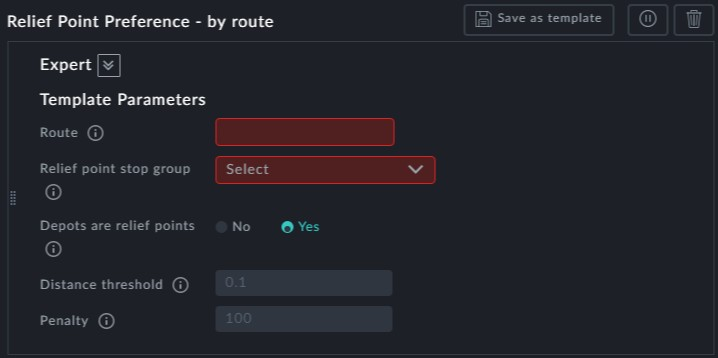 Relief Point Preference - by route
Save as template
Expert
Template Parameters
Route
Relief point stop group
Select
Depots are relief points
No
Yes
Distance threshold
0.1
Penalty
100